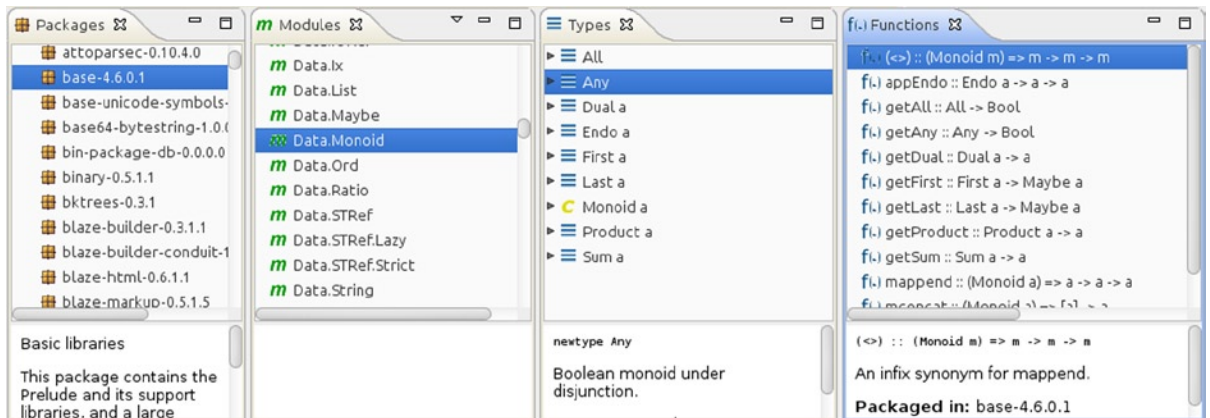 Packages
attoparsec-0.10.4.0
base-4.6.0.1
base-unicode-symbols-
base64-bytestring-1.0.
bin-package-db-0.0.0.0
binary-0.5.1.1
bktrees-0.3.1
blaze-builder-0.3.1.1
blaze-builder-conduit-1
blaze-html-0.6.1.1
blaze-markup-0.5.1.5
Basic libraries
This package contains the
Prelude and its support
libraries, and a large
m Modules
m Data.Ix
m Data.List
m Data.Maybe
Data.Monoid
m Data.Ord
m Data.Ratio
m Data.STRef
m Data.STRef.Lazy
m Data.STRef.Strict
m Data.String
Types
All
Any
Dual a
Endo a
First a
Last a
C Monoid a
Product a
Sum a
newtype Any
Boolean monoid under
disjunction.
f(.) Functions
f(.) (<>) :: (Monoid m) => m -> m -> m
f(.) appEndo :: Endo a -> a -> a
f(.) getAll :: All -> Bool
f(.) getAny :: Any -> Bool
f(.) getDual :: Dual a -> a
f(.) getFirst :: First a -> Maybe a
f(.) getLast :: Last a -> Maybe a
f(.) getProduct :: Product a -> a
f(.) getSum :: Sum a -> a
f(.) mappend :: (Monoid a) => a -> a -> a
f(.) mconcat :: (Monoid a) => [a] -> a
(<>) :: (Monoid m) => m -> m -> m
An infix synonym for mappend.
Packaged in: base-4.6.0.1